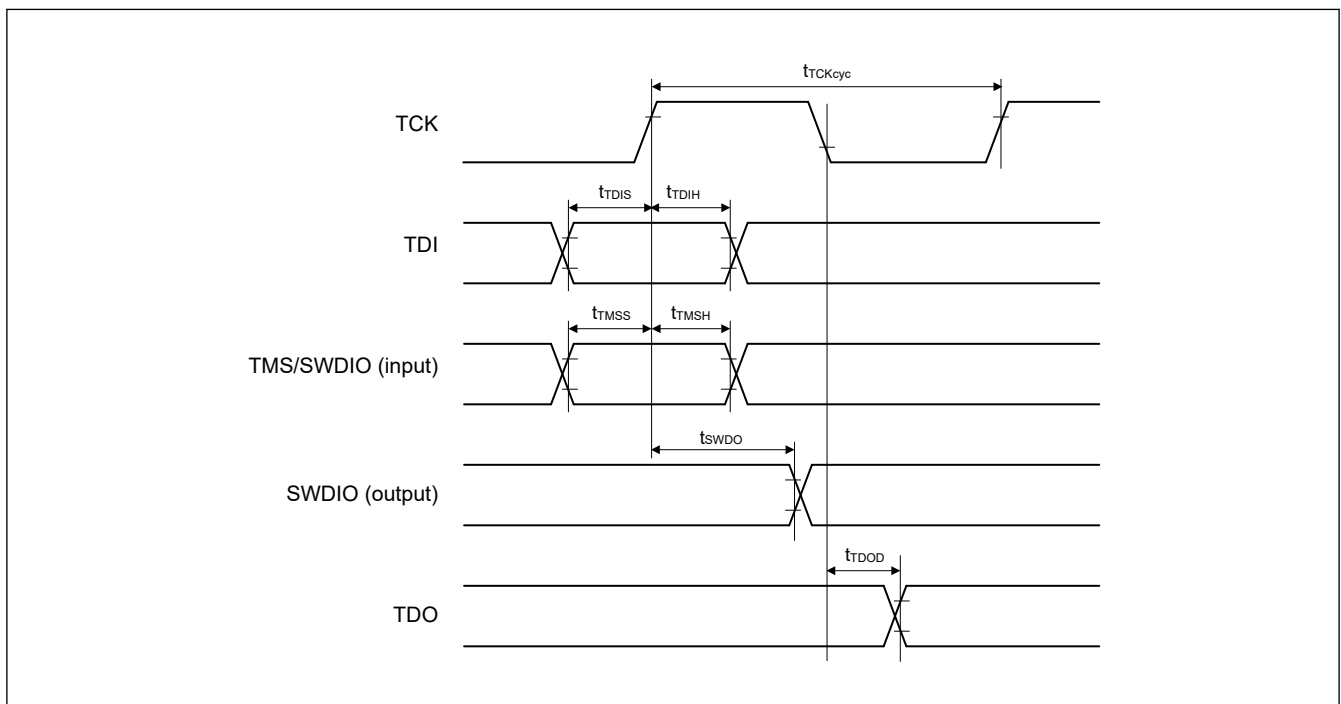 tTCKcyc
TCK
tTDIS
tTDIH
TDI
tTMSS
tTMSH
TMS/SWDIO (input)
tSWDO
SWDIO (output)
tTDOD
TDO